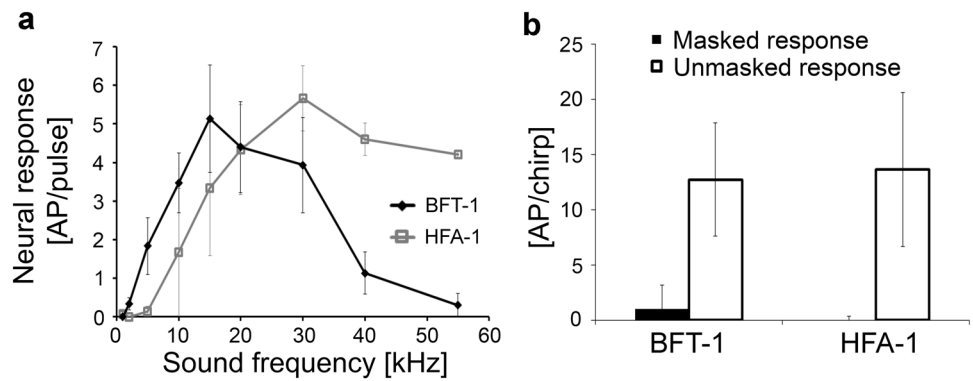 a
Neural response
[AP/pulse]
7
6
5
4
3
2
1
0
BFT-1
HFA-1
0 10 20 30 40 50 60
Sound frequency [kHz]
b
[AP/chirp]
25
20
15
10
5
0
Masked response
Unmasked response
BFT-1 HFA-1